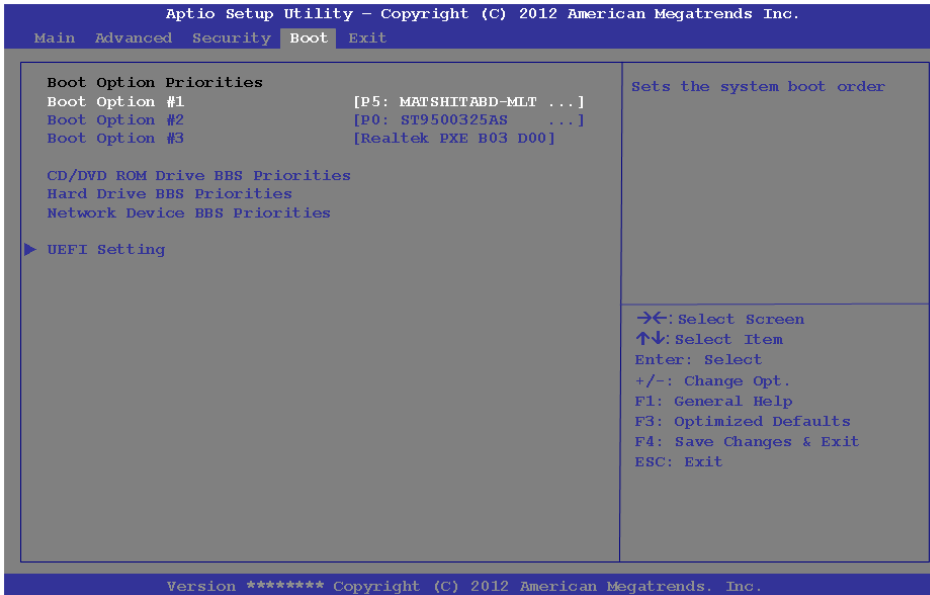 Aptio Setup Utility – Copyright (C) 2012 American Megatrends Inc.
Main Advanced Security Boot Exit
Boot Option Priorities
Boot Option #1 [P5: MATSHITABD-MLT ...]
Boot Option #2 [P0: ST9500325AS ...]
Boot Option #3 [Realtek PXE B03 D00]
CD/DVD ROM Drive BBS Priorities
Hard Drive BBS Priorities
Network Device BBS Priorities
▶ UEFI Setting
Sets the system boot order
→←: Select Screen
↑↓: Select Item
Enter: Select
+/-: Change Opt.
F1: General Help
F3: Optimized Defaults
F4: Save Changes & Exit
ESC: Exit
Version ******** Copyright (C) 2012 American Megatrends. Inc.